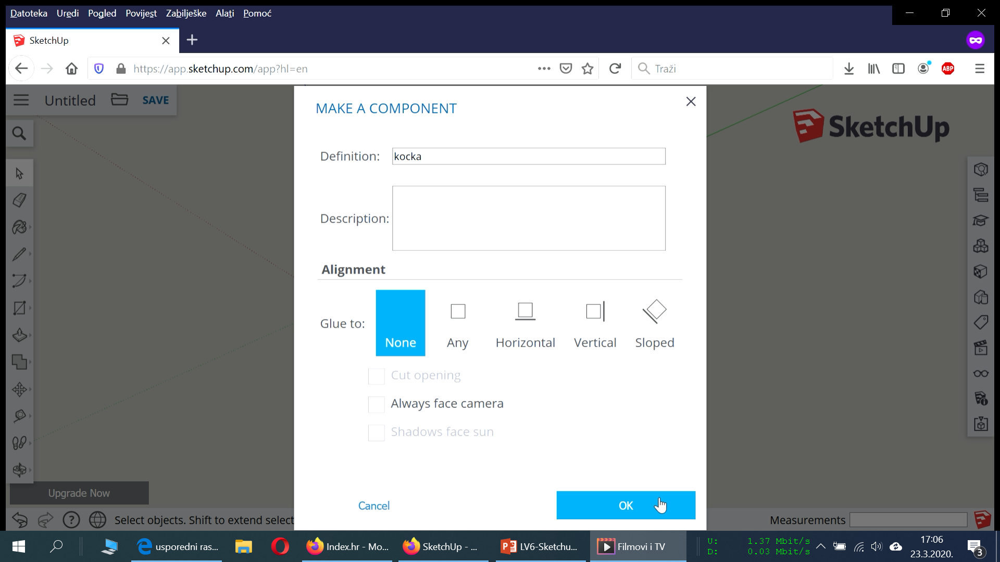 Datoteka Uredi Pogled Povijest Zabilješke Alati Pomoć
SketchUp
https://app.sketchup.com/app?hl=en
Traži
ABP
Untitled SAVE
SketchUp
MAKE A COMPONENT
Definition: kocka
Description:
Alignment
Glue to: None Any Horizontal Vertical Sloped
Cut opening
Always face camera
Shadows face sun
Cancel OK
Upgrade Now
Select objects. Shift to extend select
Measurements
usporedni ras... Index.hr - Mo... SketchUp - ... LV6-Sketchu... Filmovi i TV
U: 1.37 Mbit/s
D: 0.03 Mbit/s
17:06
23.3.2020.
3